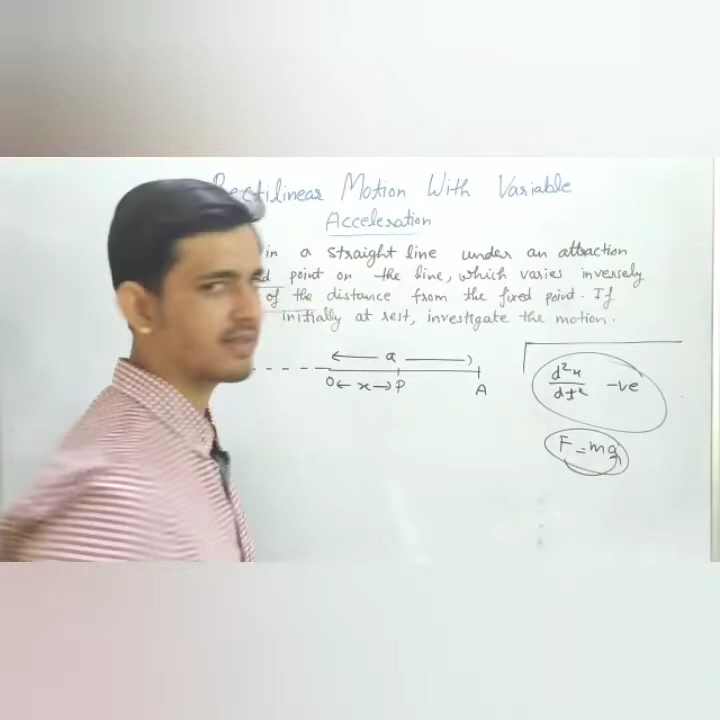 Rectilinear Motion With Variable
Acceleration
in a straight line under an attraction
point on the line, which varies inversely
of the distance from the fixed point. If
initially at rest, investigate the motion.
a
O x P A
d²x/dt² -ve
F = mg